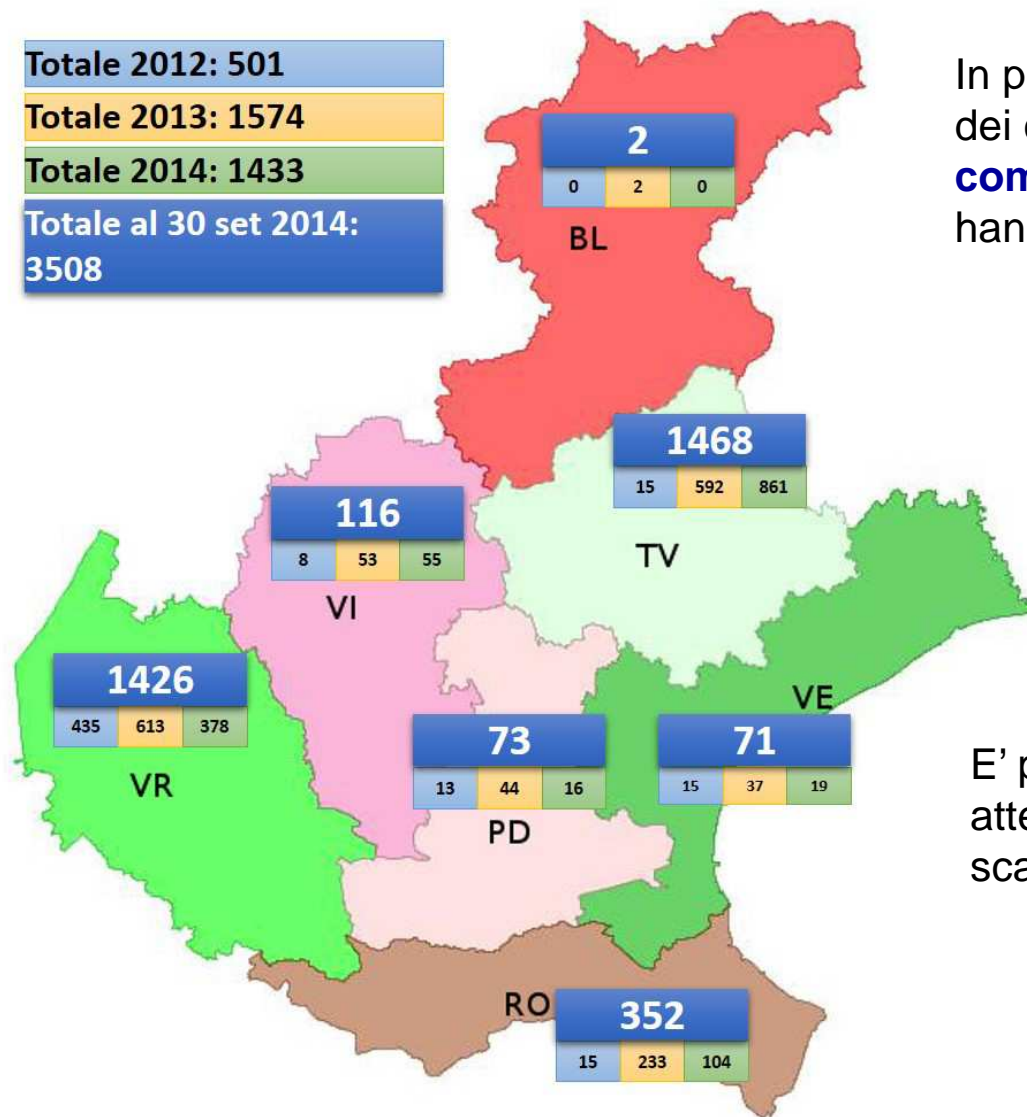 Totale 2012: 501
Totale 2013: 1574
Totale 2014: 1433
Totale al 30 set 2014:
3508
In p
dei
com
han
2
0 2 0
BL
1468
15 592 861
TV
116
8 53 55
VI
1426
435 613 378
VR
73
13 44 16
PD
VE
71
15 37 19
E’ p
atte
sca
RO
352
15 233 104